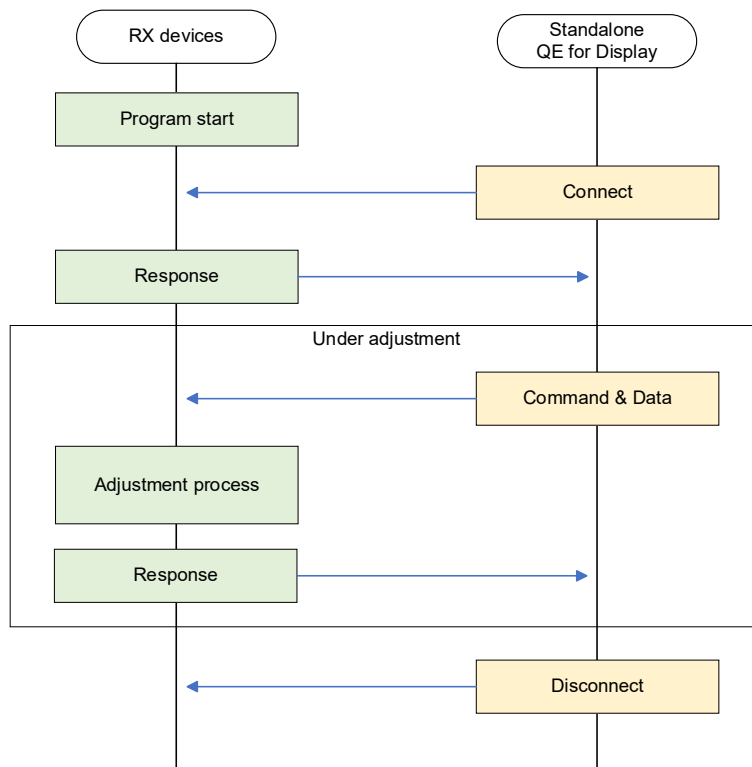 RX devices
Standalone
QE for Display
Program start
Connect
Response
Under adjustment
Command & Data
Adjustment process
Response
Disconnect